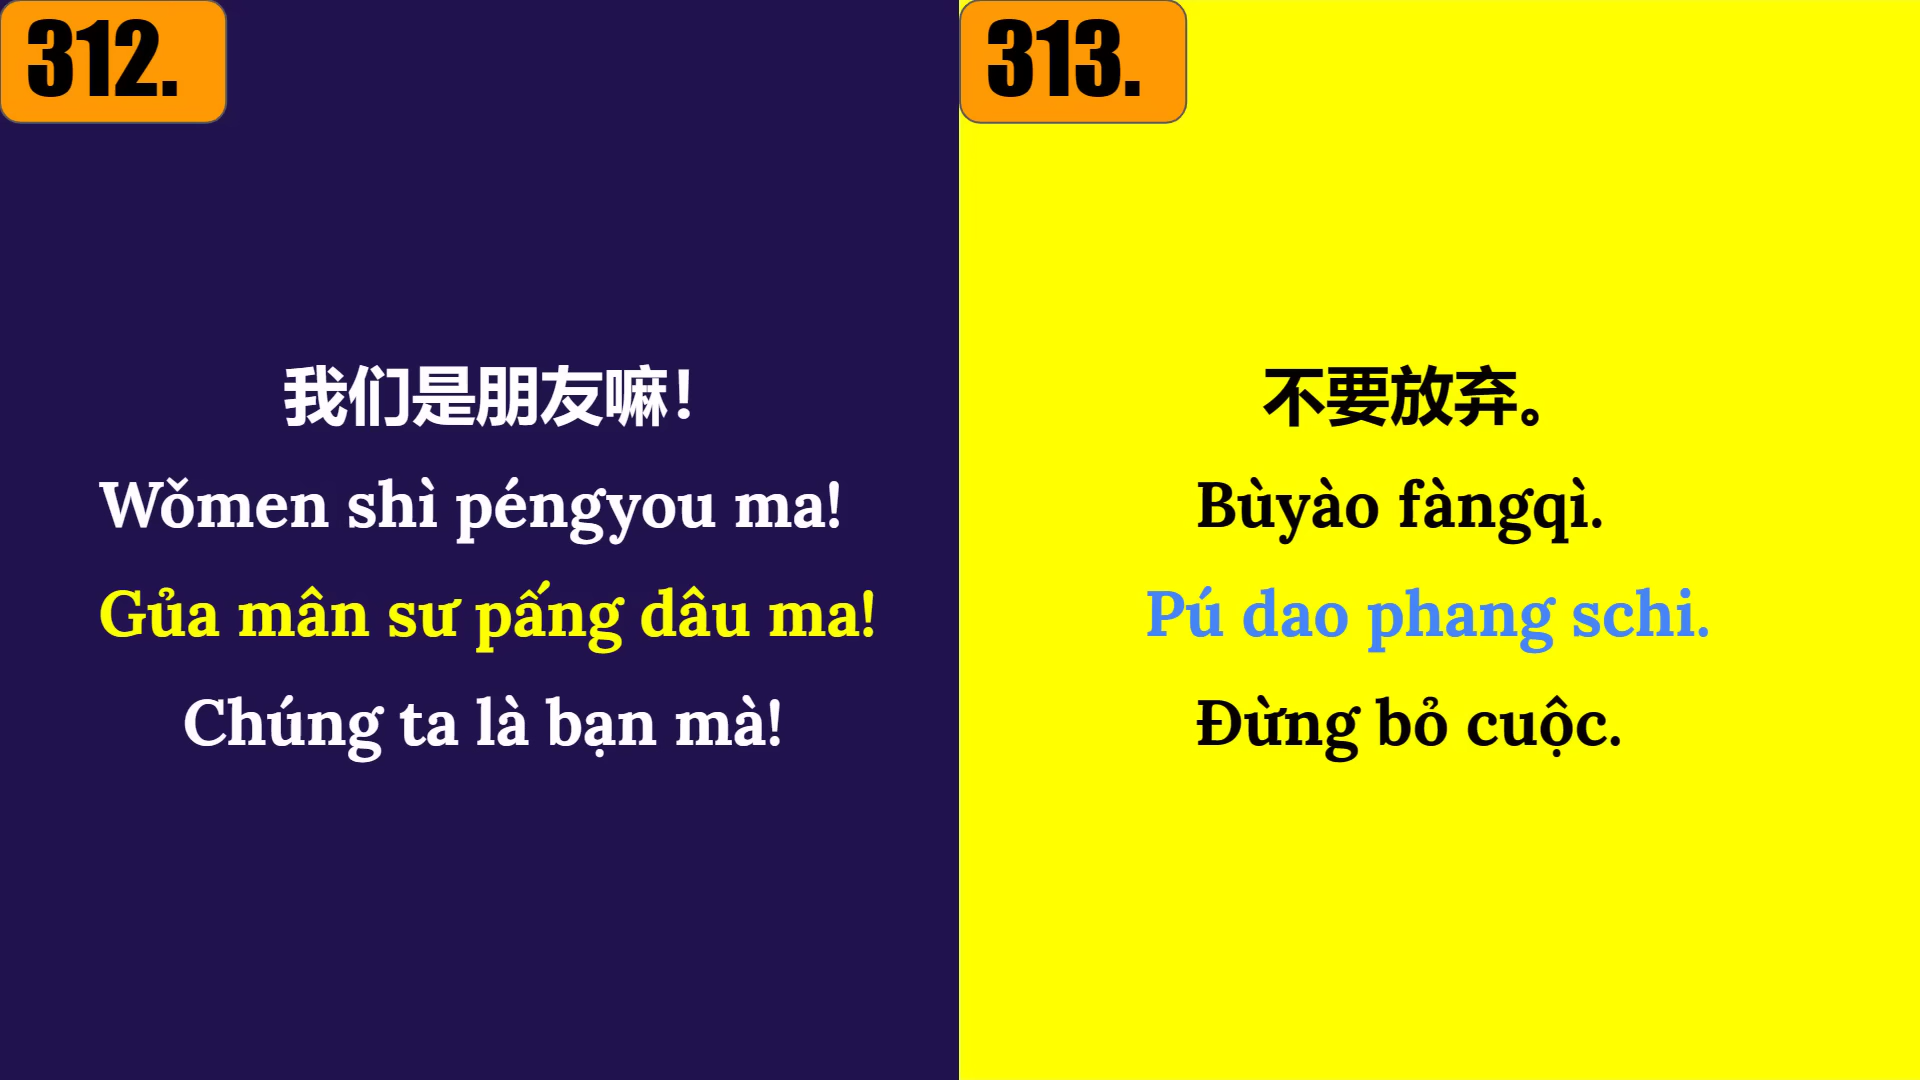 312.
我们是朋友嘛！
Wǒmen shì péngyou ma!
Gủa mân sư pấng dâu ma!
Chúng ta là bạn mà!
313.
不要放弃。
Bùyào fàngqì.
Pú dao phang schi.
Đừng bỏ cuộc.